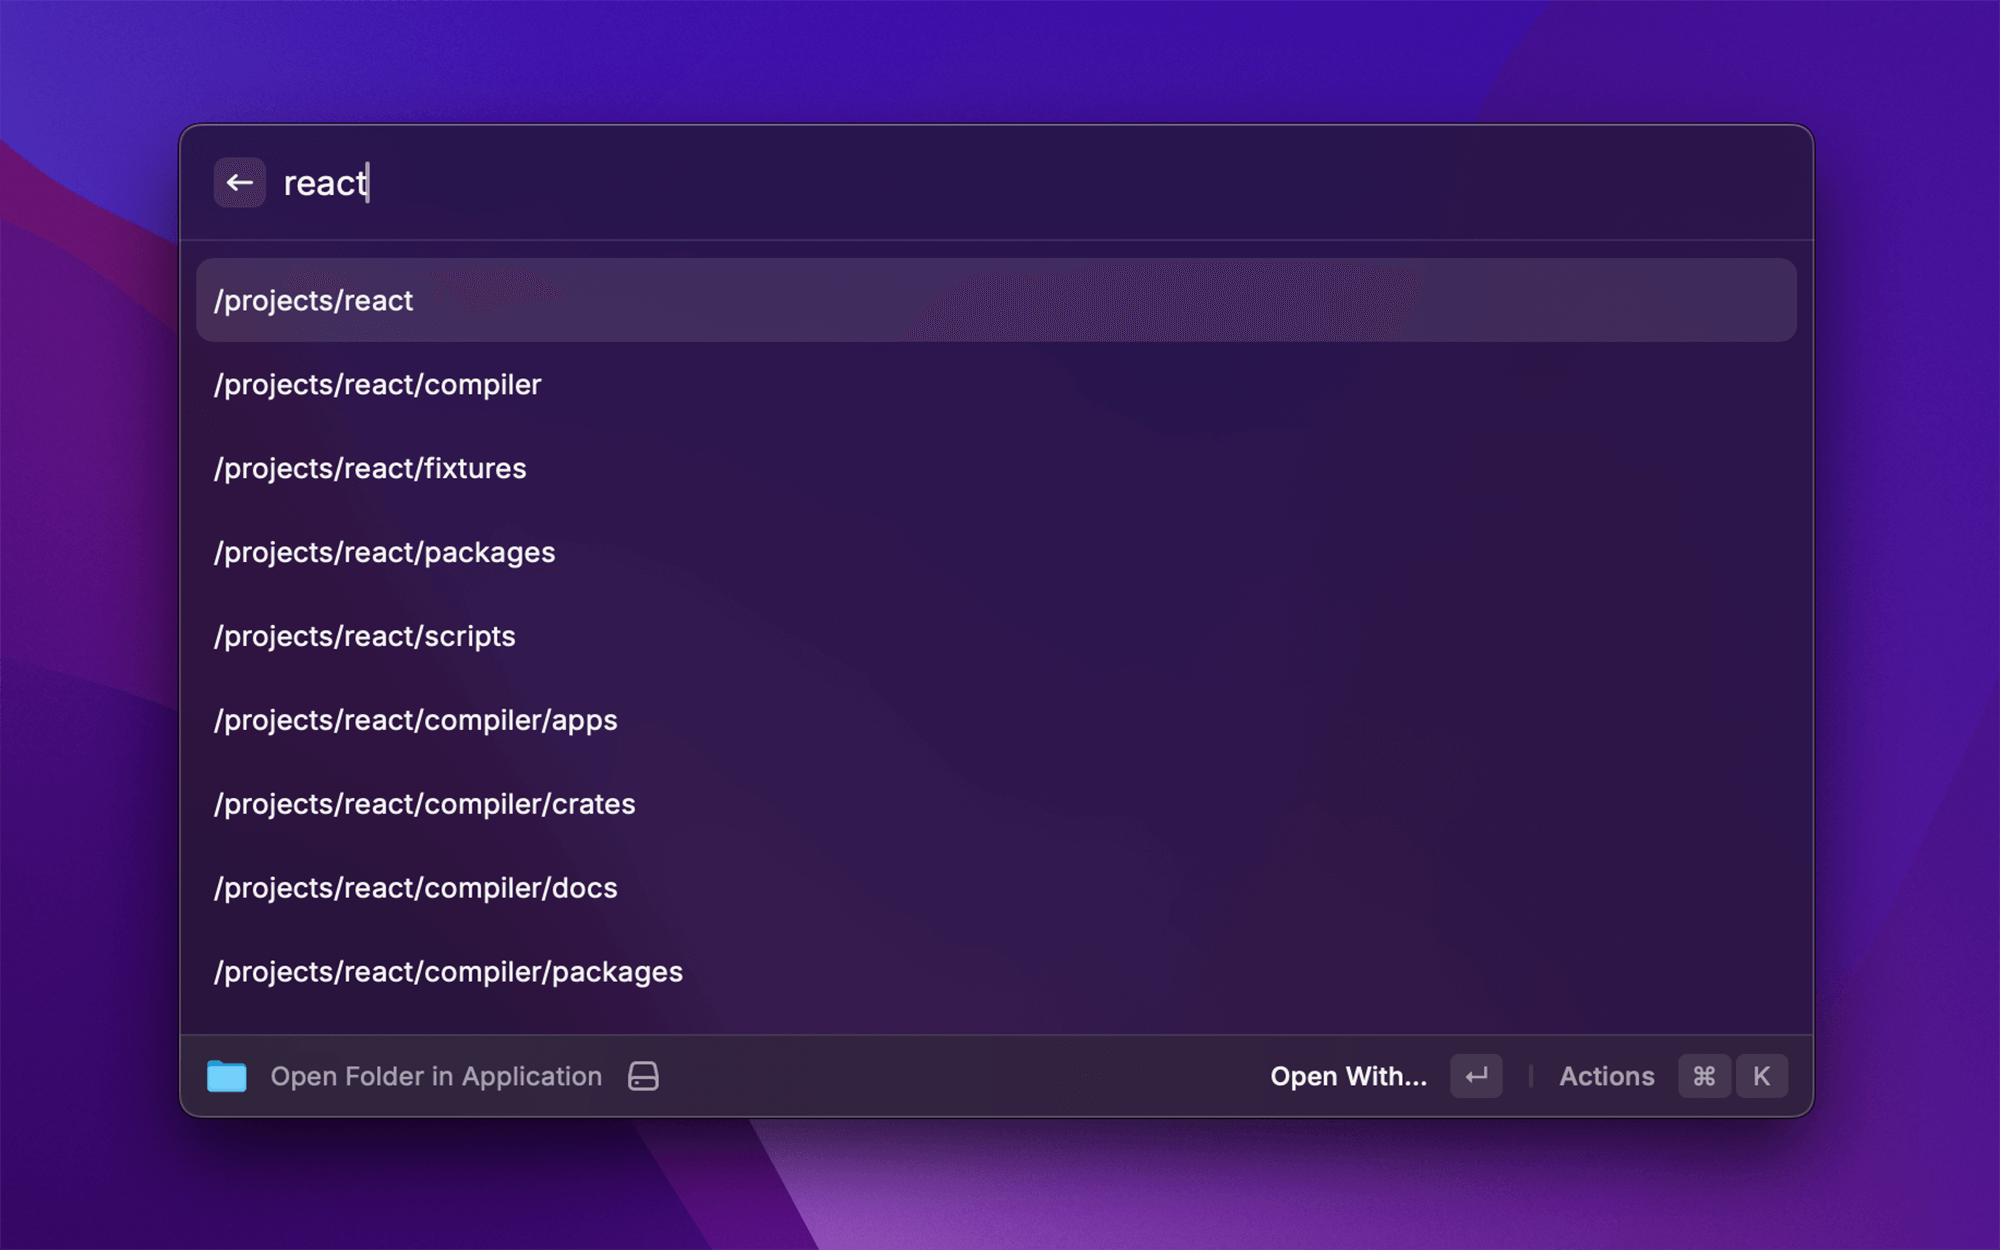 react
/projects/react
/projects/react/compiler
/projects/react/fixtures
/projects/react/packages
/projects/react/scripts
/projects/react/compiler/apps
/projects/react/compiler/crates
/projects/react/compiler/docs
/projects/react/compiler/packages
Open Folder in Application Open With... ↵ Actions ⌘ K